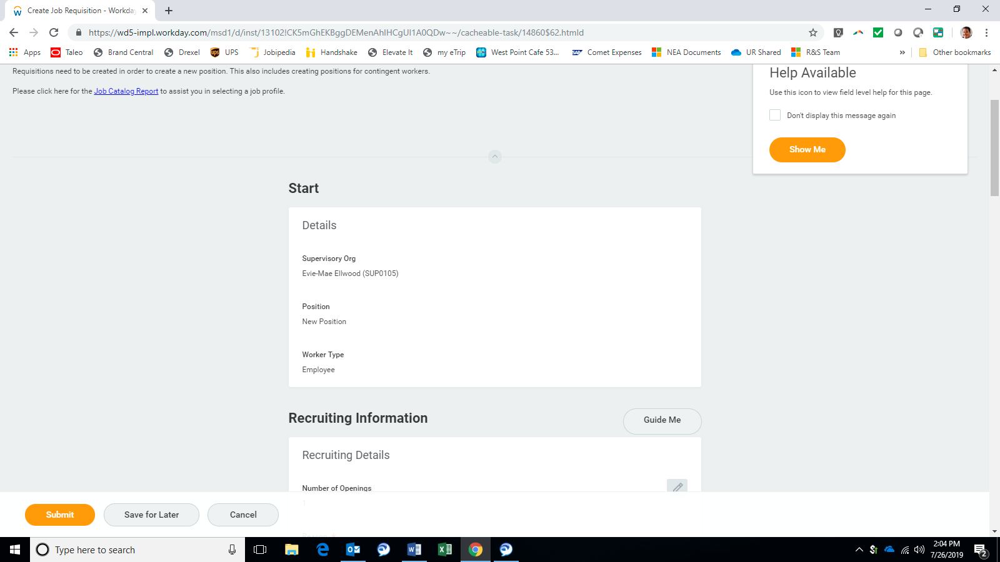 Create Job Requisition - Workda
https://wd5-impl.workday.com/msd1/d/inst/13102!CK5mGhEKBggDEMenAhIHCgUI1A0QDw~~/cacheable-task/14860$62.htmld
Apps Taleo Brand Central Drexel UPS Jobipedia Handshake Elevate It my eTrip West Point Cafe 53... Comet Expenses NEA Documents UR Shared R&S Team » Other bookmarks
Requisitions need to be created in order to create a new position. This also includes creating positions for contingent workers.
Please click here for the Job Catalog Report to assist you in selecting a job profile.
Help Available
Use this icon to view field level help for this page.
Don't display this message again
Show Me
Start
Details
Supervisory Org
Evie-Mae Ellwood (SUP0105)
Position
New Position
Worker Type
Employee
Recruiting Information
Guide Me
Recruiting Details
Number of Openings
1
Submit Save for Later Cancel
Type here to search
2:04 PM
7/26/2019
2